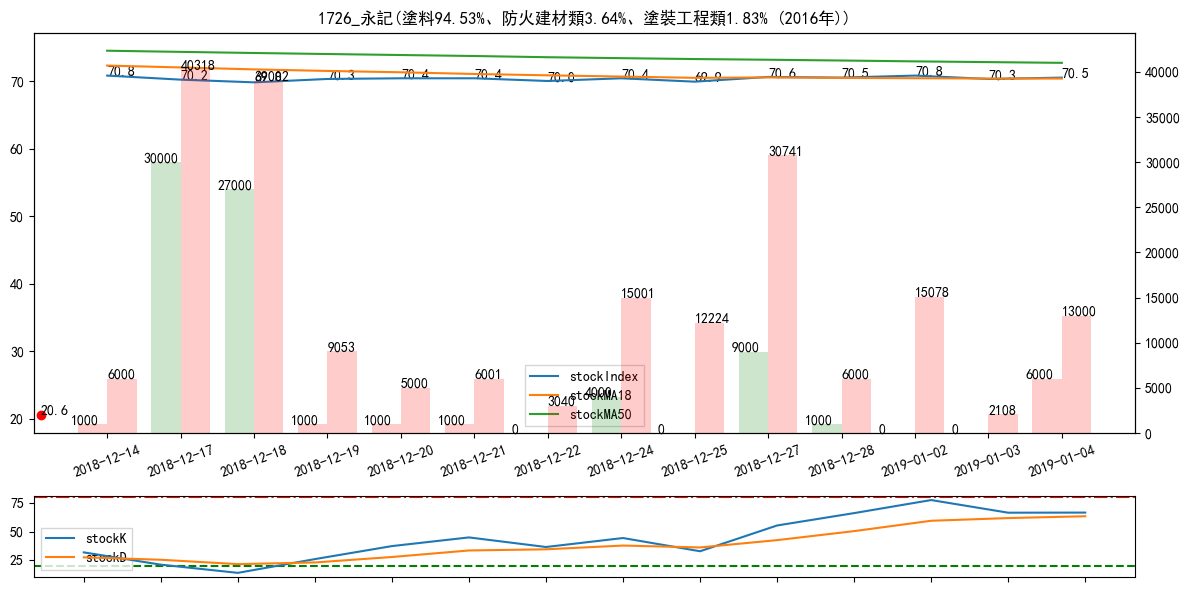 1726_永記(塗料94.53%、防火建材類3.64%、塗裝工程類1.83% (2016年))
70.8 70.2 69.8 70.3 70.4 70.4 70.0 70.4 69.9 70.6 70.5 70.8 70.3 70.5
40318 39002
30000 27000 30741
1000 6000 9053 1000 1000 5000 1000 6001 0 3040 4000 15001 0 12224 9000 1000 6000 0 15078 0 2108 6000 13000
20.6
70 60 50 40 30 20
40000 35000 30000 25000 20000 15000 10000 5000 0
stockIndex
stockMA18
stockMA50
2018-12-14 2018-12-17 2018-12-18 2018-12-19 2018-12-20 2018-12-21 2018-12-22 2018-12-24 2018-12-25 2018-12-27 2018-12-28 2019-01-02 2019-01-03 2019-01-04
75 50 25
stockK
stockD